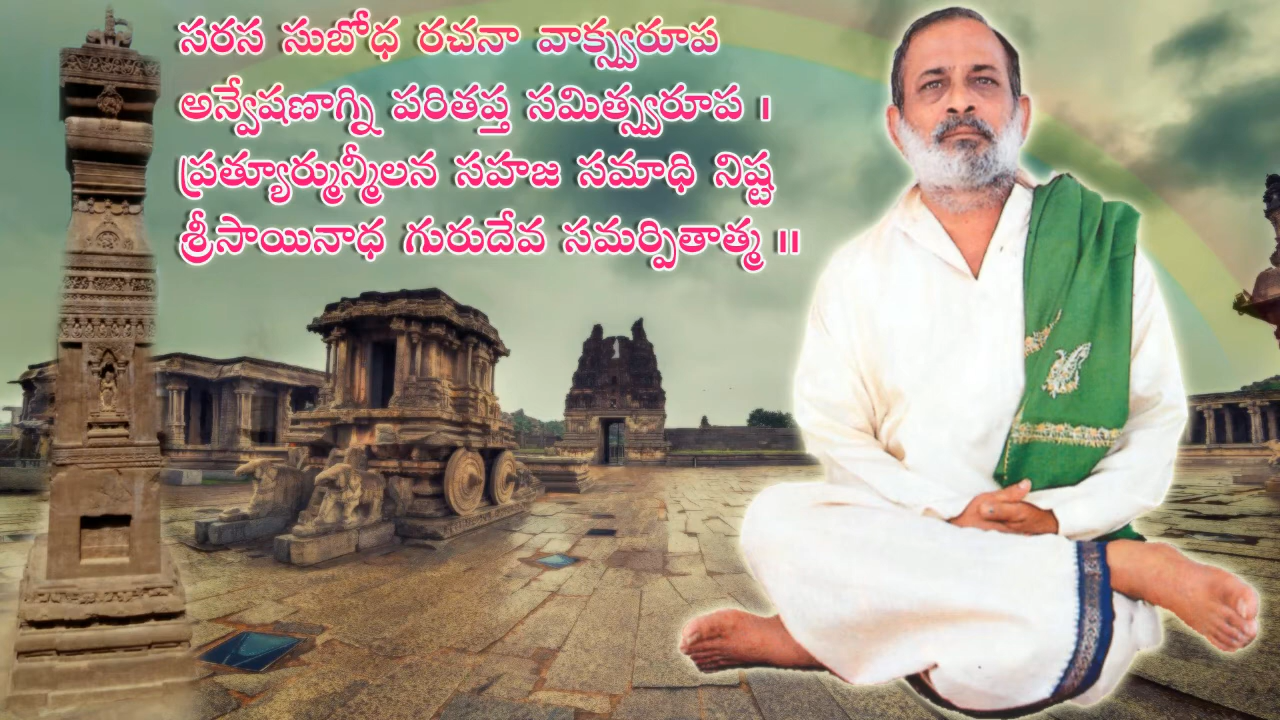 సరస సుబోధ రచనా వాక్స్వరూప
అన్వేషణాగ్ని పరితప్త సమిత్స్వరూప ।
ప్రత్యూర్ముున్మీలన సహజ సమాధి నిష్ట
శ్రీసాయినాధ గురుదేవ సమర్పితాత్మ ॥